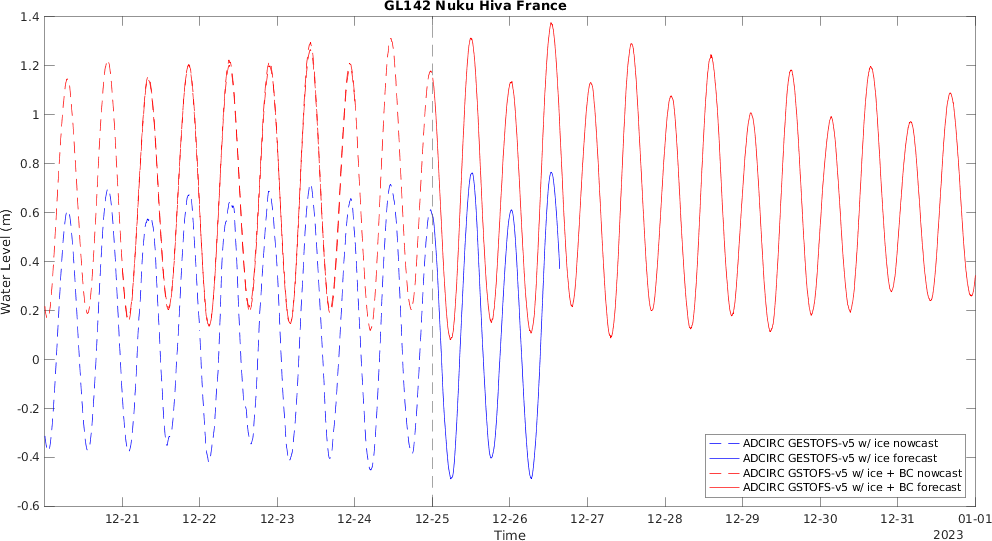 GL142 Nuku Hiva France
1.4
1.2
1
0.8
0.6
0.4
0.2
0
-0.2
-0.4
-0.6
Water Level (m)
ADCIRC GESTOFS-v5 w/ ice nowcast
ADCIRC GESTOFS-v5 w/ ice forecast
ADCIRC GSTOFS-v5 w/ ice + BC nowcast
ADCIRC GSTOFS-v5 w/ ice + BC forecast
12-21 12-22 12-23 12-24 12-25 12-26 12-27 12-28 12-29 12-30 12-31 01-01
Time
2023